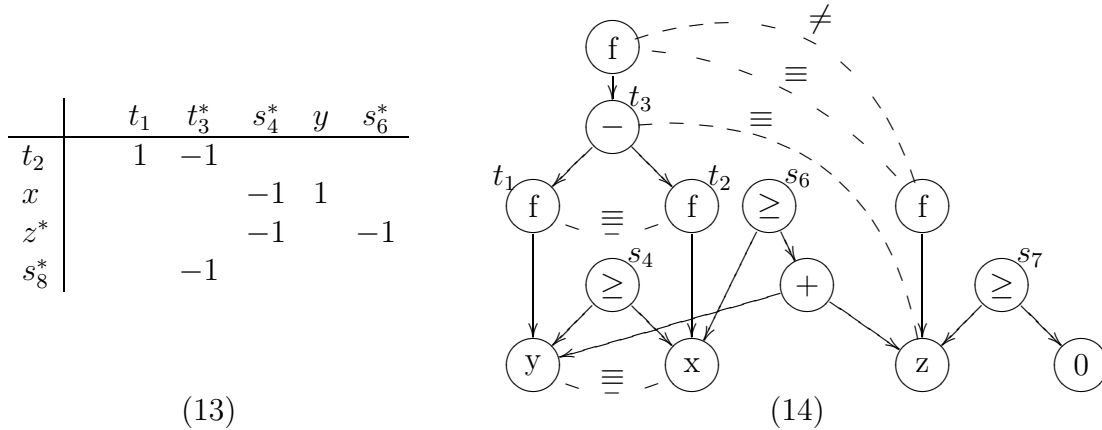 t₁ t₃* s₄* y s₆*
t₂ 1 −1
x −1 1
z* −1 −1
s₈* −1
(13)
≠
f
≡
t₃
−
≡
t₁ t₂ s₆
f ≡ f ≥ f
s₄ s₇
≥ + ≥
y ≡ x z 0
(14)